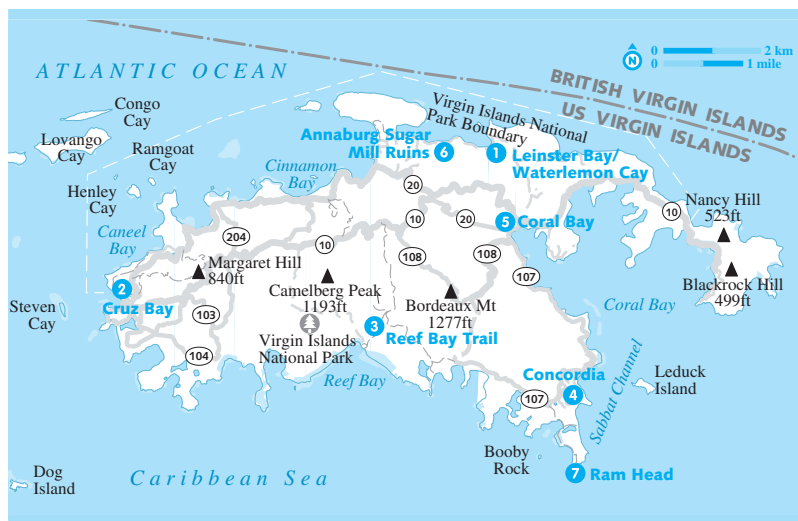 0 2 km
0 1 mile
N
ATLANTIC OCEAN
BRITISH VIRGIN ISLANDS
US VIRGIN ISLANDS
Congo
Cay
Lovango
Cay
Ramgoat
Cay
Henley
Cay
Virgin Islands National
Park Boundary
Annaburg Sugar
Mill Ruins
6
1
Leinster Bay/
Waterlemon Cay
Cinnamon
Bay
Caneel
Bay
20
10
20
5
Coral Bay
Nancy Hill
523ft
10
204
10
108
108
107
Margaret Hill
840ft
Camelberg Peak
1193ft
Bordeaux Mt
1277ft
Blackrock Hill
499ft
2
Cruz Bay
Steven
Cay
103
104
Virgin Islands
National Park
3
Reef Bay Trail
Coral Bay
Reef Bay
Concordia
4
107
Sabbat Channel
Leduck
Island
Booby
Rock
7
Ram Head
Dog
Island
Caribbean Sea